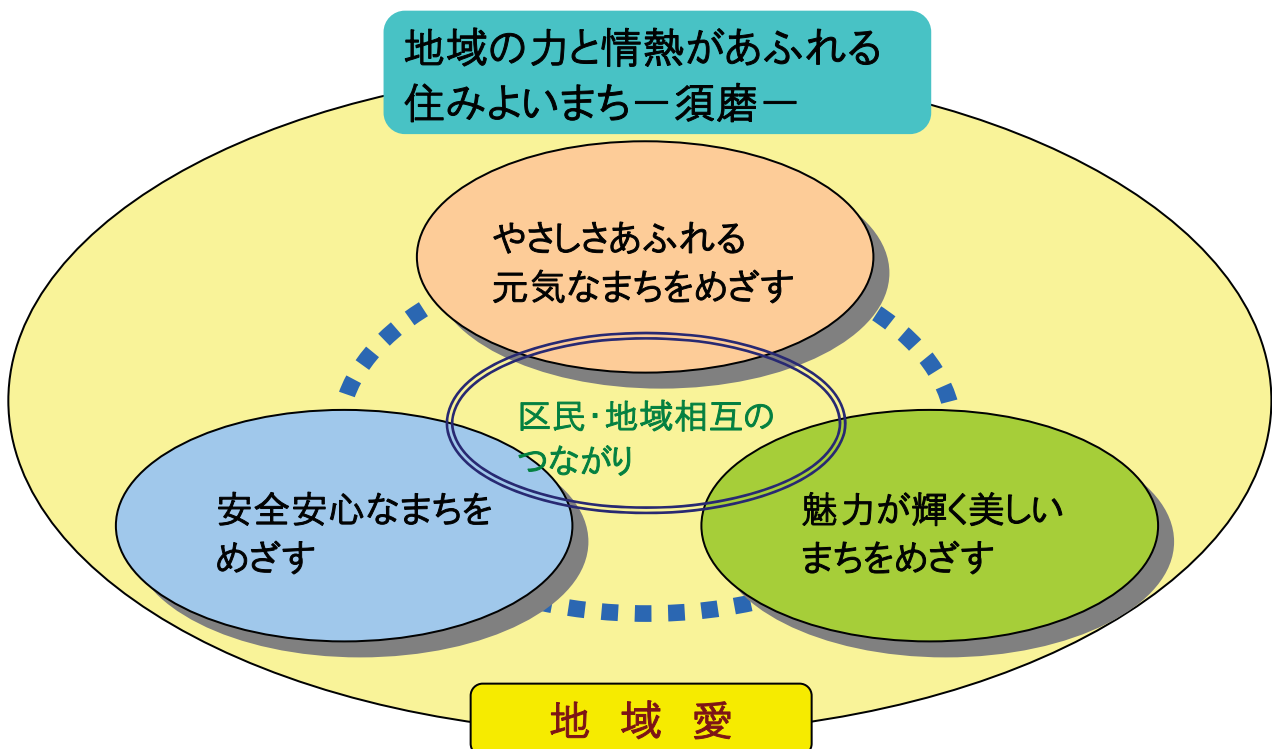 地域の力と情熱があふれる
住みよいまち－須磨－
やさしさあふれる
元気なまちをめざす
区民・地域相互の
つながり
安全安心なまちを
めざす
魅力が輝く美しい
まちをめざす
地　域　愛